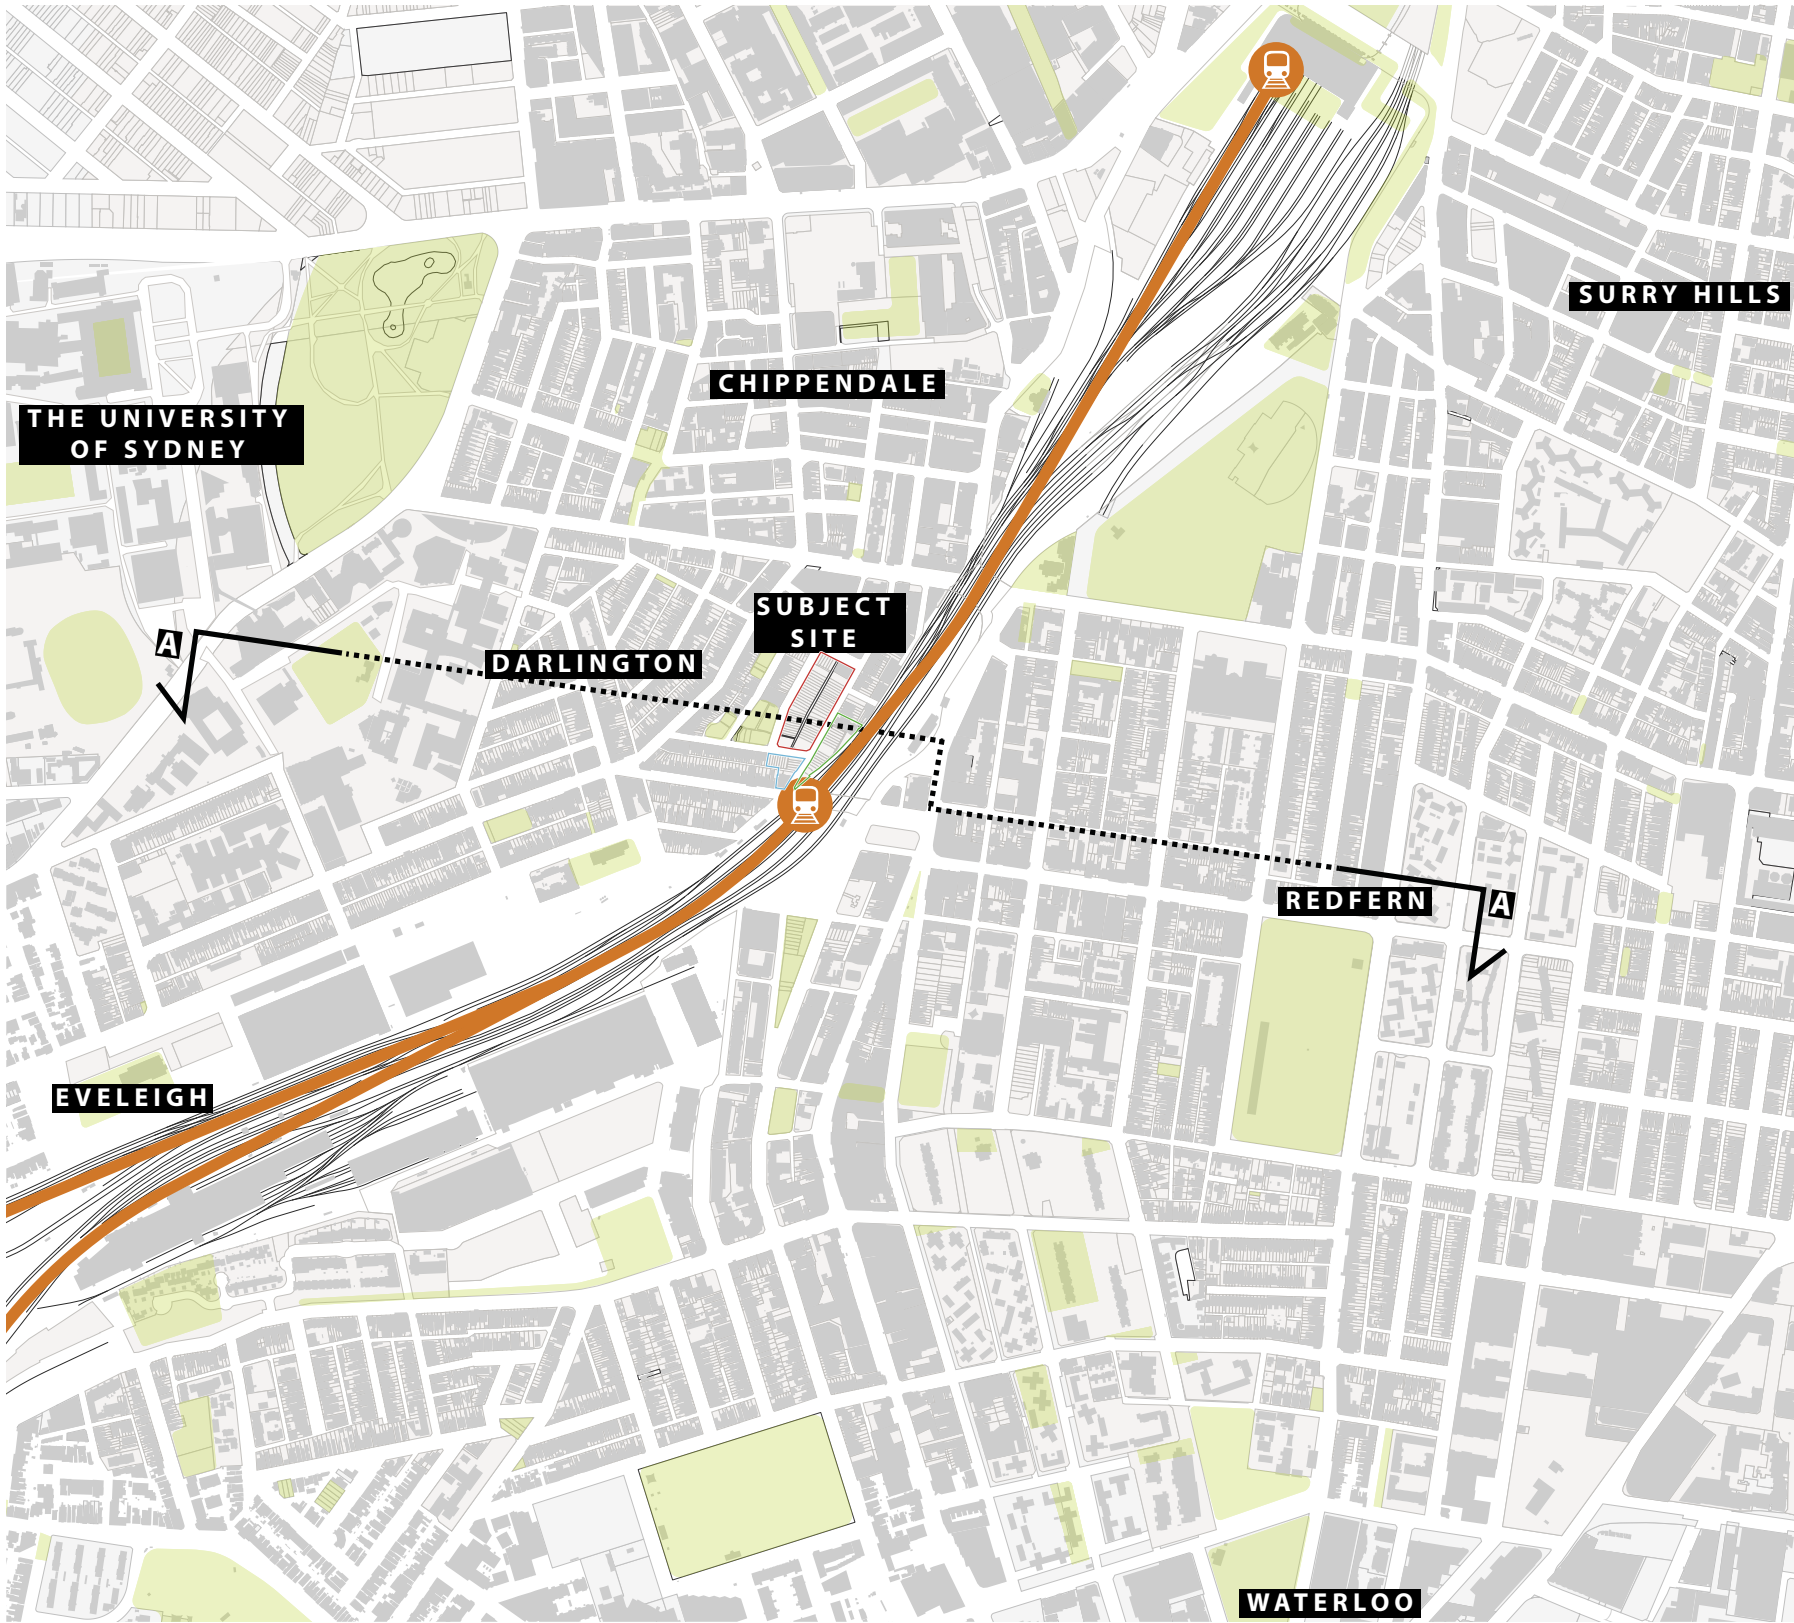 SURRY HILLS
CHIPPENDALE
THE UNIVERSITY
OF SYDNEY
SUBJECT
SITE
A
DARLINGTON
REDFERN
A
EVELEIGH
WATERLOO